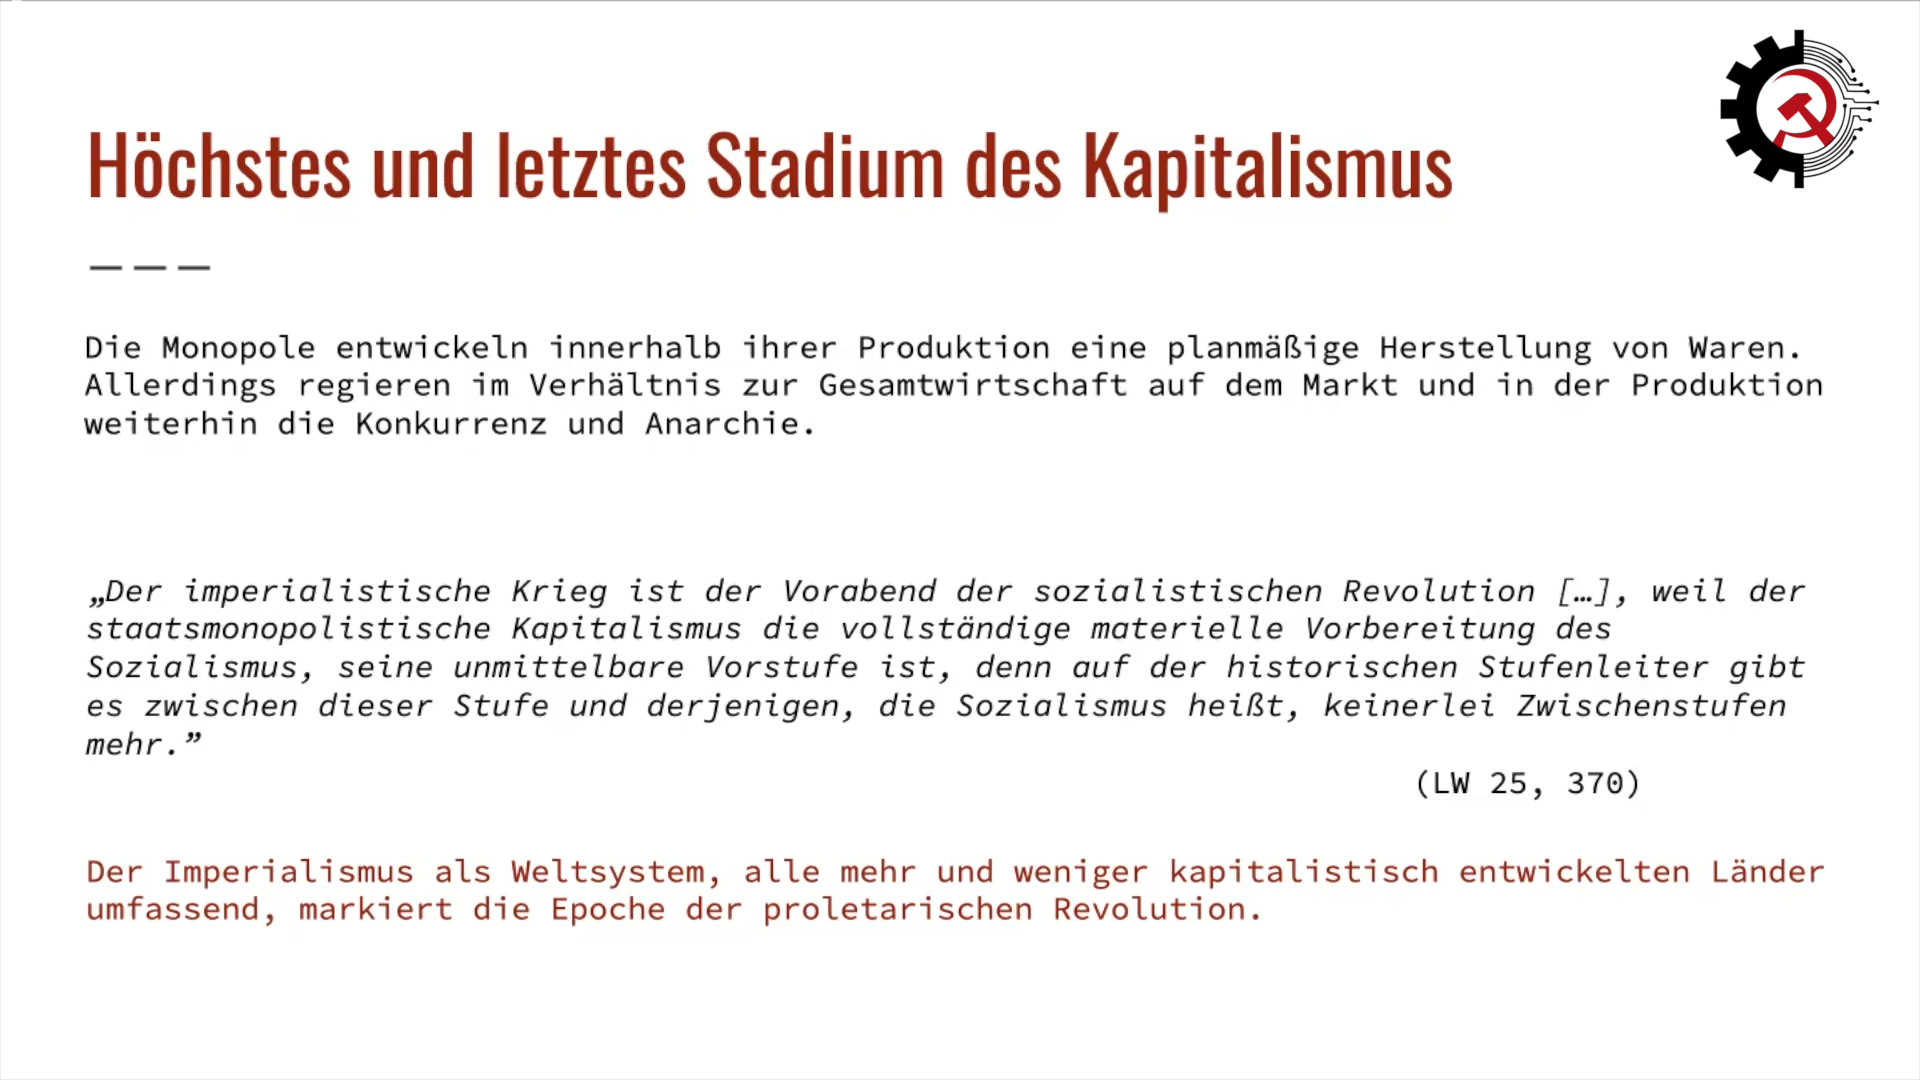 Höchstes und letztes Stadium des Kapitalismus
Die Monopole entwickeln innerhalb ihrer Produktion eine planmäßige Herstellung von Waren.
Allerdings regieren im Verhältnis zur Gesamtwirtschaft auf dem Markt und in der Produktion
weiterhin die Konkurrenz und Anarchie.
„Der imperialistische Krieg ist der Vorabend der sozialistischen Revolution […], weil der
staatsmonopolistische Kapitalismus die vollständige materielle Vorbereitung des
Sozialismus, seine unmittelbare Vorstufe ist, denn auf der historischen Stufenleiter gibt
es zwischen dieser Stufe und derjenigen, die Sozialismus heißt, keinerlei Zwischenstufen
mehr.”
(LW 25, 370)
Der Imperialismus als Weltsystem, alle mehr und weniger kapitalistisch entwickelten Länder
umfassend, markiert die Epoche der proletarischen Revolution.